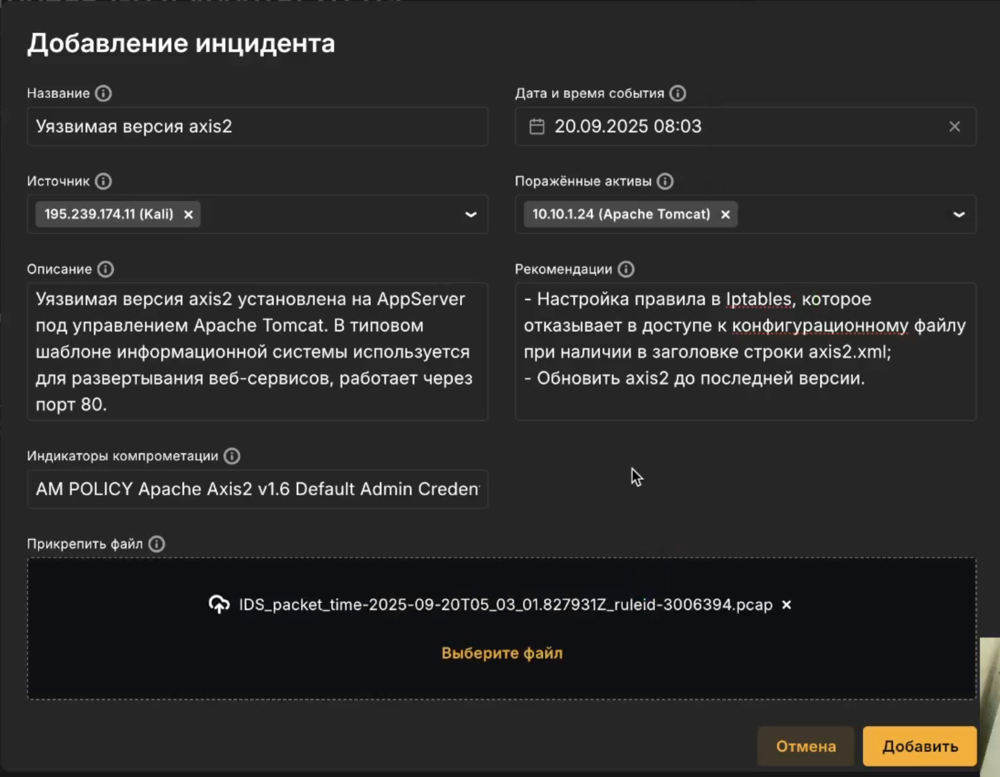 Добавление инцидента
Название
Дата и время события
Уязвимая версия axis2
20.09.2025 08:03
Источник
Поражённые активы
195.239.174.11 (Kali)
10.10.1.24 (Apache Tomcat)
Описание
Рекомендации
Уязвимая версия axis2 установлена на AppServer
под управлением Apache Tomcat. В типовом
шаблоне информационной системы используется
для развертывания веб-сервисов, работает через
порт 80.
- Настройка правила в Iptables, которое
отказывает в доступе к конфигурационному файлу
при наличии в заголовке строки axis2.xml;
- Обновить axis2 до последней версии.
Индикаторы компрометации
AM POLICY Apache Axis2 v1.6 Default Admin Creden
Прикрепить файл
IDS_packet_time-2025-09-20T05_03_01.827931Z_ruleid-3006394.pcap
Выберите файл
Отмена
Добавить